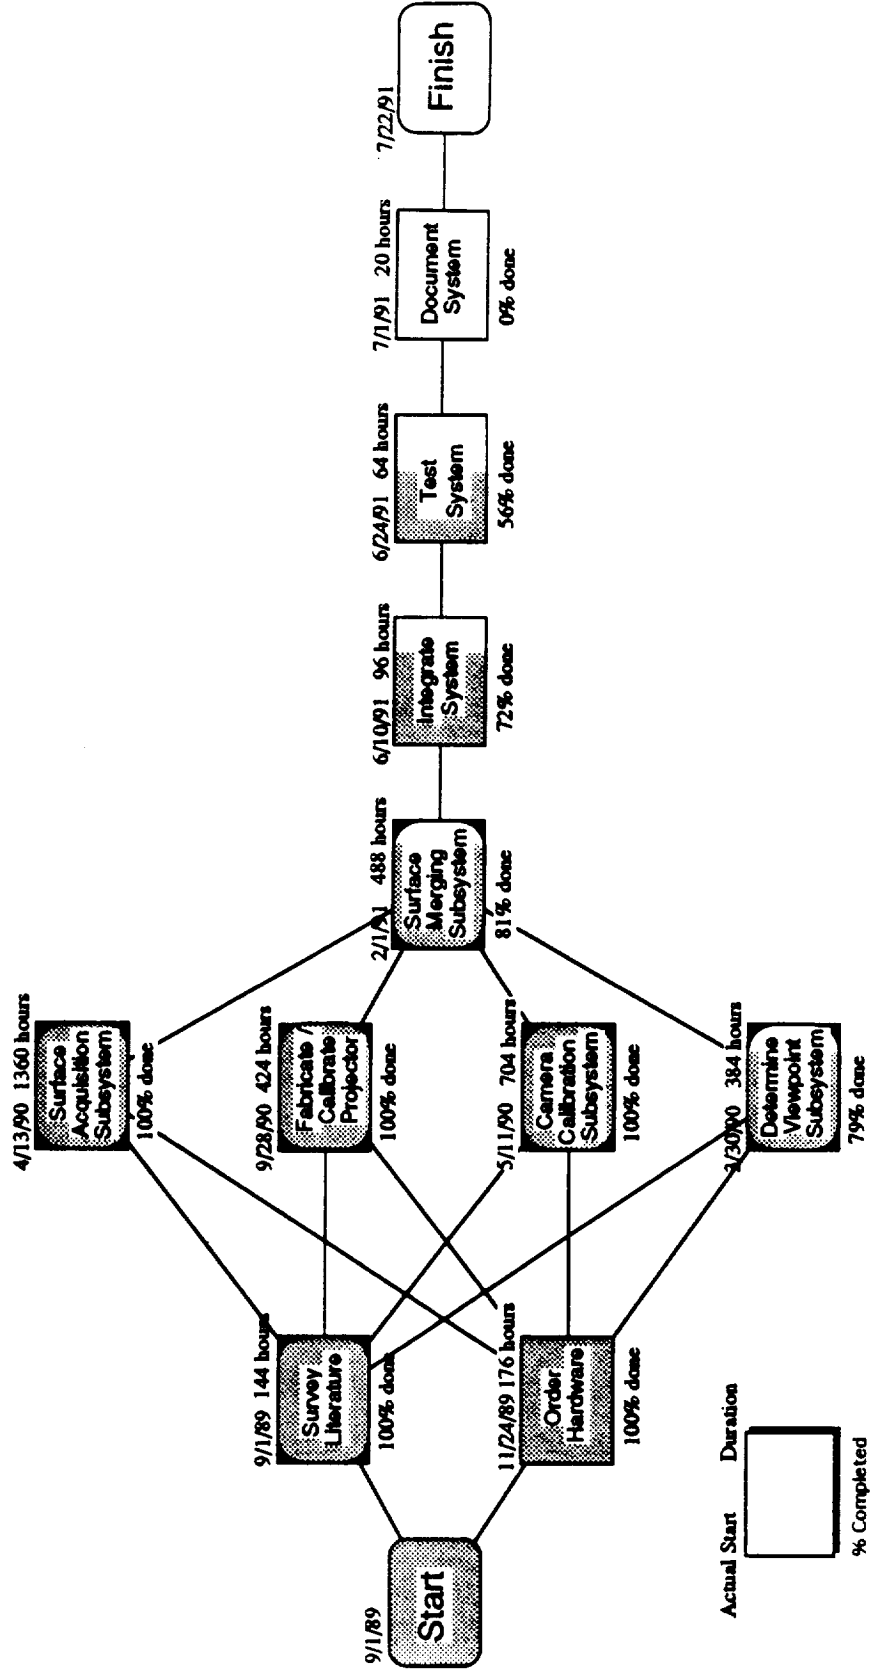 9/1/89
Start
9/1/89 144 hours
Survey
Literature
100% done
11/24/89 176 hours
Order
Hardware
100% done
4/13/90 1360 hours
Surface
Acquisition
Subsystem
100% done
9/28/90 424 hours
Fabricate /
Calibrate
Projector
100% done
5/11/90 704 hours
Camera
Calibration
Subsystem
100% done
384 hours
Determine
Viewpoint
Subsystem
79% done
2/1/91 488 hours
Surface
Merging
Subsystem
81% done
6/10/91 96 hours
Integrate
System
72% done
6/24/91 64 hours
Test
System
56% done
7/1/91 20 hours
Document
System
0% done
7/22/91
Finish
Actual Start Duration
% Completed